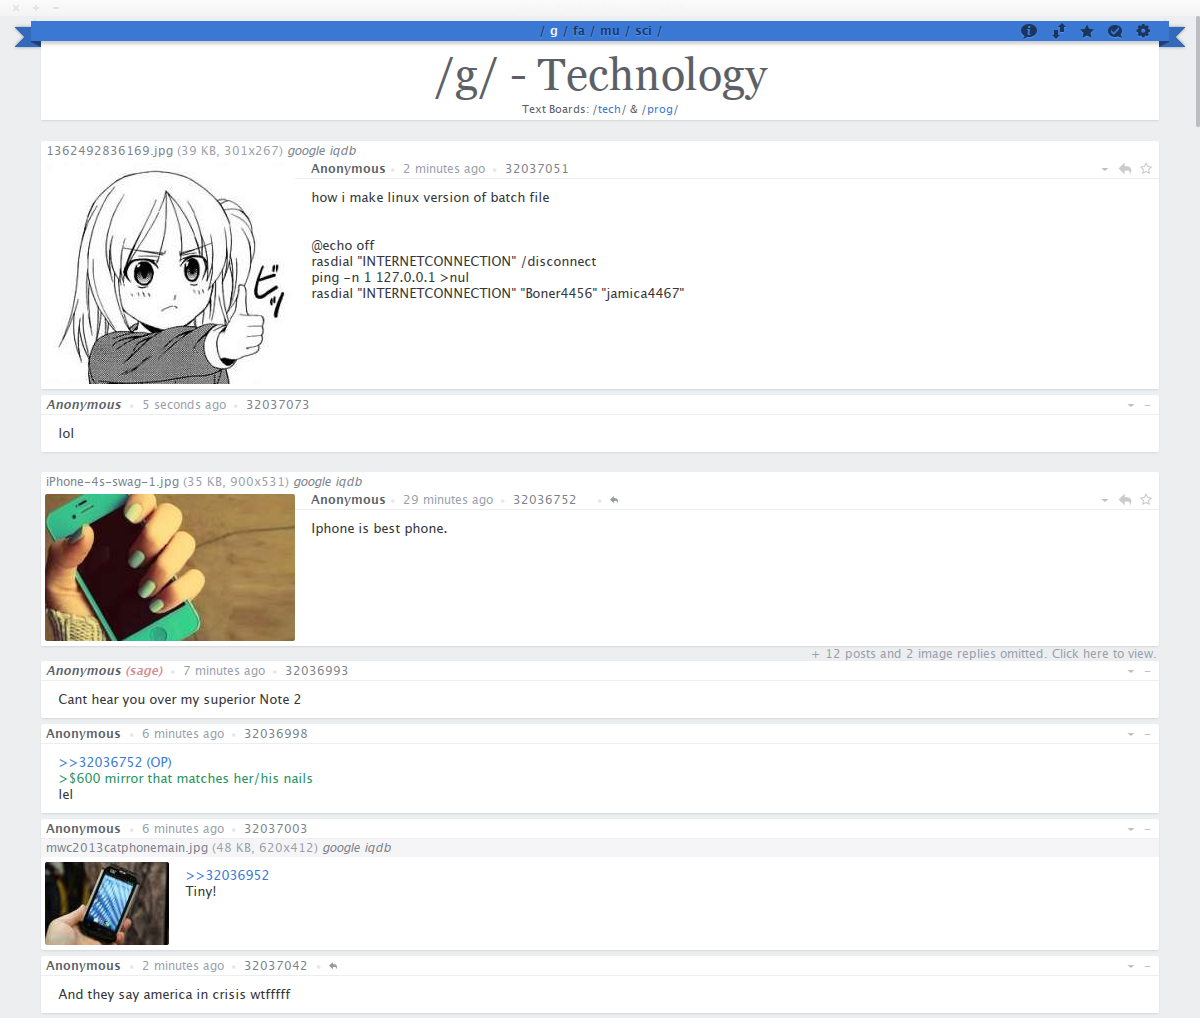 / g / fa / mu / sci /
/g/ - Technology
Text Boards: /tech/ & /prog/
1362492836169.jpg (39 KB, 301x267) google iqdb
Anonymous 2 minutes ago 32037051
how i make linux version of batch file
@echo off
rasdial "INTERNETCONNECTION" /disconnect
ping -n 1 127.0.0.1 >nul
rasdial "INTERNETCONNECTION" "Boner4456" "jamica4467"
ビッ
Anonymous 5 seconds ago 32037073
lol
iPhone-4s-swag-1.jpg (35 KB, 900x531) google iqdb
Anonymous 29 minutes ago 32036752
Iphone is best phone.
+ 12 posts and 2 image replies omitted. Click here to view.
Anonymous (sage) 7 minutes ago 32036993
Cant hear you over my superior Note 2
Anonymous 6 minutes ago 32036998
>>32036752 (OP)
>$600 mirror that matches her/his nails
lel
Anonymous 6 minutes ago 32037003
mwc2013catphonemain.jpg (48 KB, 620x412) google iqdb
>>32036952
Tiny!
Anonymous 2 minutes ago 32037042
And they say america in crisis wtfffff